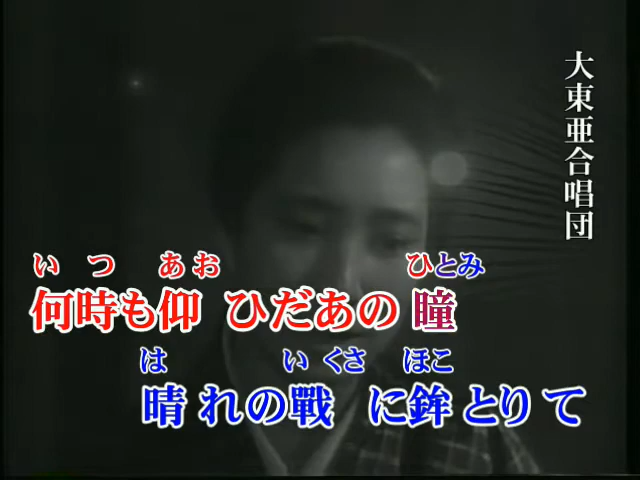 大東亜合唱団
いつ あお ひとみ
何時も仰 ひだあの 瞳
は いくさ ほこ
晴れの戰 に鉾とりて